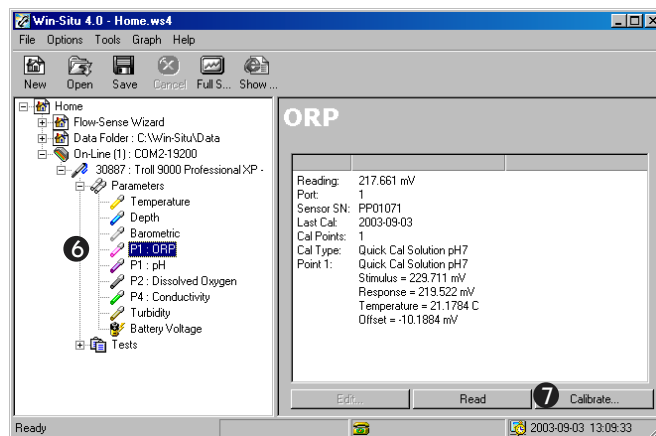 Win-Situ 4.0 - Home.ws4
File Options Tools Graph Help
New Open Save Cancel Full S... Show ...
Home
Flow-Sense Wizard
Data Folder : C:\Win-Situ\Data
On-Line (1) : COM2-19200
30887 : Troll 9000 Professional XP -
Parameters
Temperature
Depth
Barometric
6 P1 : ORP
P1 : pH
P2 : Dissolved Oxygen
P4 : Conductivity
Turbidity
Battery Voltage
Tests
ORP
Reading: 217.661 mV
Port: 1
Sensor SN: PP01071
Last Cal: 2003-09-03
Cal Points: 1
Cal Type: Quick Cal Solution pH7
Point 1: Quick Cal Solution pH7
Stimulus = 229.711 mV
Response = 219.522 mV
Temperature = 21.1784 C
Offset = -10.1884 mV
Edit... Read 7 Calibrate...
Ready 2003-09-03 13:09:33